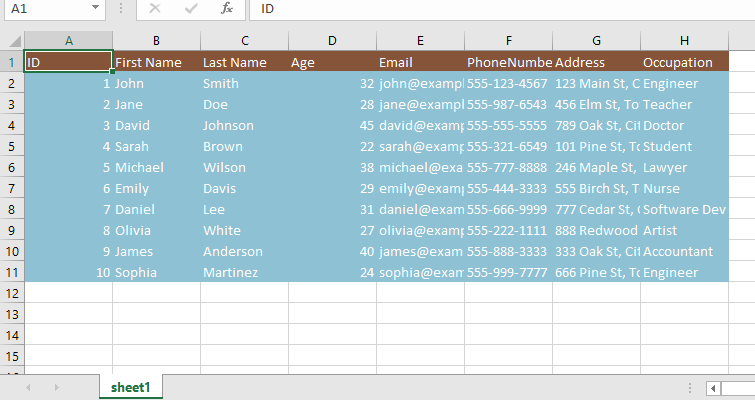 A1 fx ID
A B C D E F G H
1 ID First Name Last Name Age Email PhoneNumbe Address Occupation
2 1 John Smith 32 john@exampl 555-123-4567 123 Main St, C Engineer
3 2 Jane Doe 28 jane@exampl 555-987-6543 456 Elm St, To Teacher
4 3 David Johnson 45 david@examp 555-555-5555 789 Oak St, Cit Doctor
5 4 Sarah Brown 22 sarah@examp 555-321-6549 101 Pine St, To Student
6 5 Michael Wilson 38 michael@exa 555-777-8888 246 Maple St, Lawyer
7 6 Emily Davis 29 emily@examp 555-444-3333 555 Birch St, T Nurse
8 7 Daniel Lee 31 daniel@exam 555-666-9999 777 Cedar St, Software Dev
9 8 Olivia White 27 olivia@examp 555-222-1111 888 Redwood Artist
10 9 James Anderson 40 james@exam 555-888-3333 333 Oak St, Cit Accountant
11 10 Sophia Martinez 24 sophia@exam 555-999-7777 666 Pine St, To Engineer
12
13
14
15
sheet1